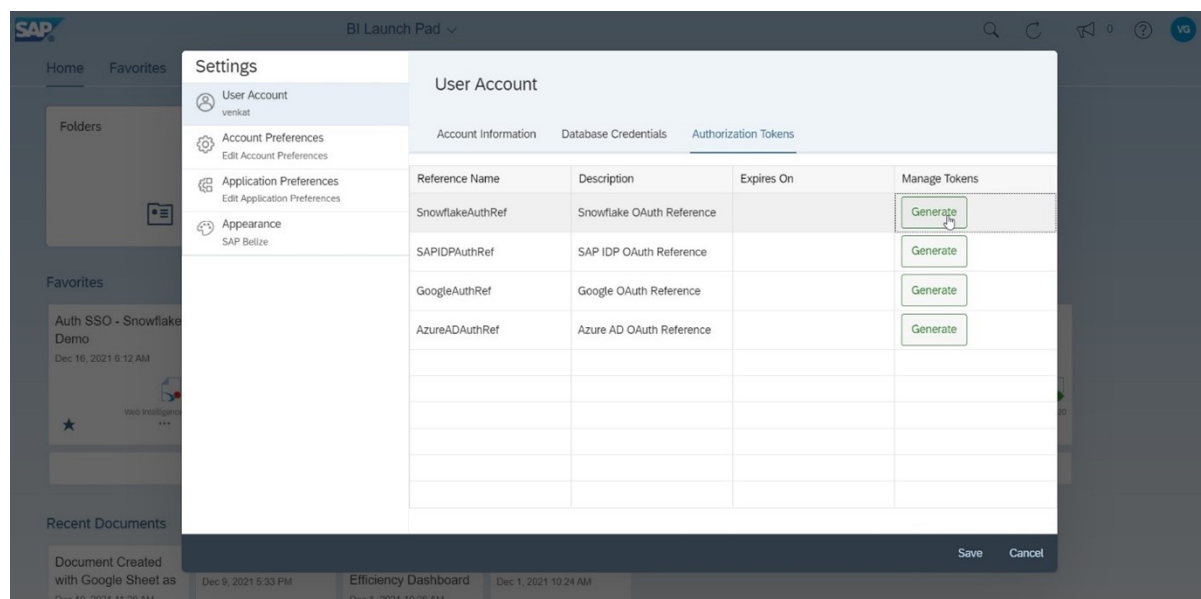 SAP
BI Launch Pad
0
VG
Home Favorites
Folders
Favorites
Auth SSO - Snowflake
Demo
Dec 16, 2021 6:12 AM
Web Intelligence
20
Recent Documents
Document Created
with Google Sheet as
Dec 9, 2021 5:33 PM
Efficiency Dashboard
Dec 1, 2021 10:24 AM
Settings
User Account
venkat
Account Preferences
Edit Account Preferences
Application Preferences
Edit Application Preferences
Appearance
SAP Belize
User Account
Account Information Database Credentials Authorization Tokens
Reference Name Description Expires On Manage Tokens
SnowflakeAuthRef Snowflake OAuth Reference Generate
SAPIDPAuthRef SAP IDP OAuth Reference Generate
GoogleAuthRef Google OAuth Reference Generate
AzureADAuthRef Azure AD OAuth Reference Generate
Save Cancel